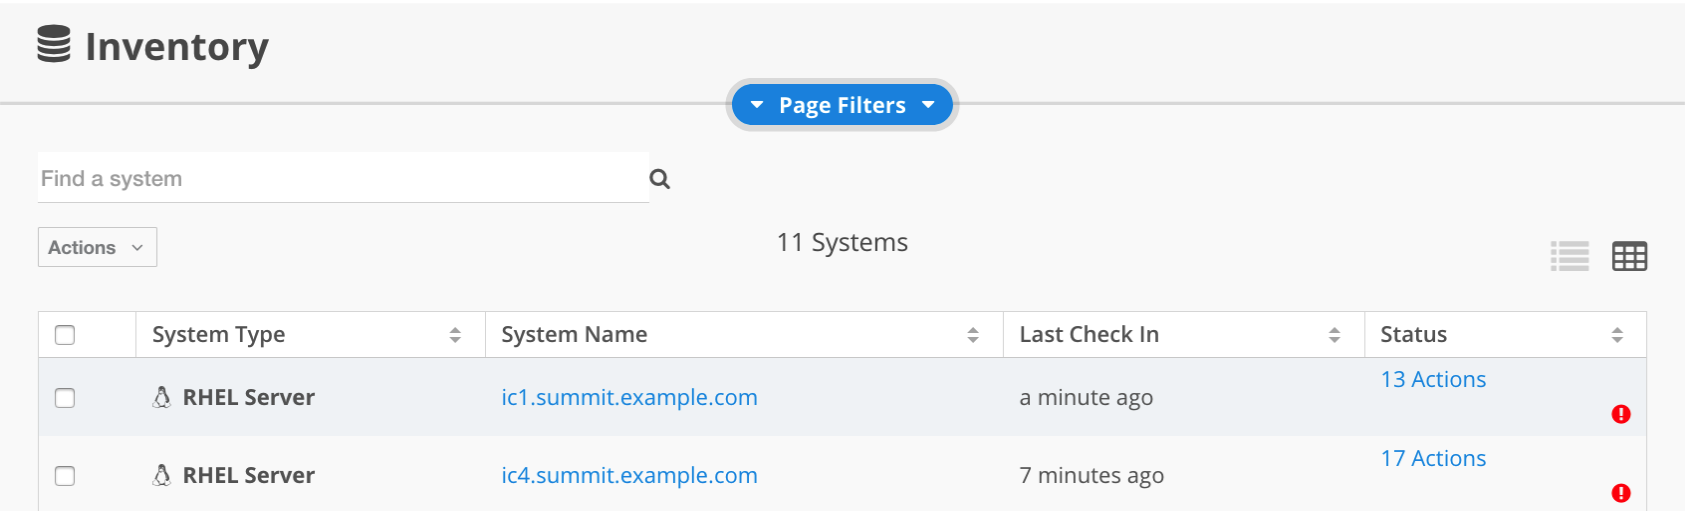 Inventory
Page Filters
Find a system
Actions
11 Systems
System Type System Name Last Check In Status
RHEL Server ic1.summit.example.com a minute ago 13 Actions
RHEL Server ic4.summit.example.com 7 minutes ago 17 Actions